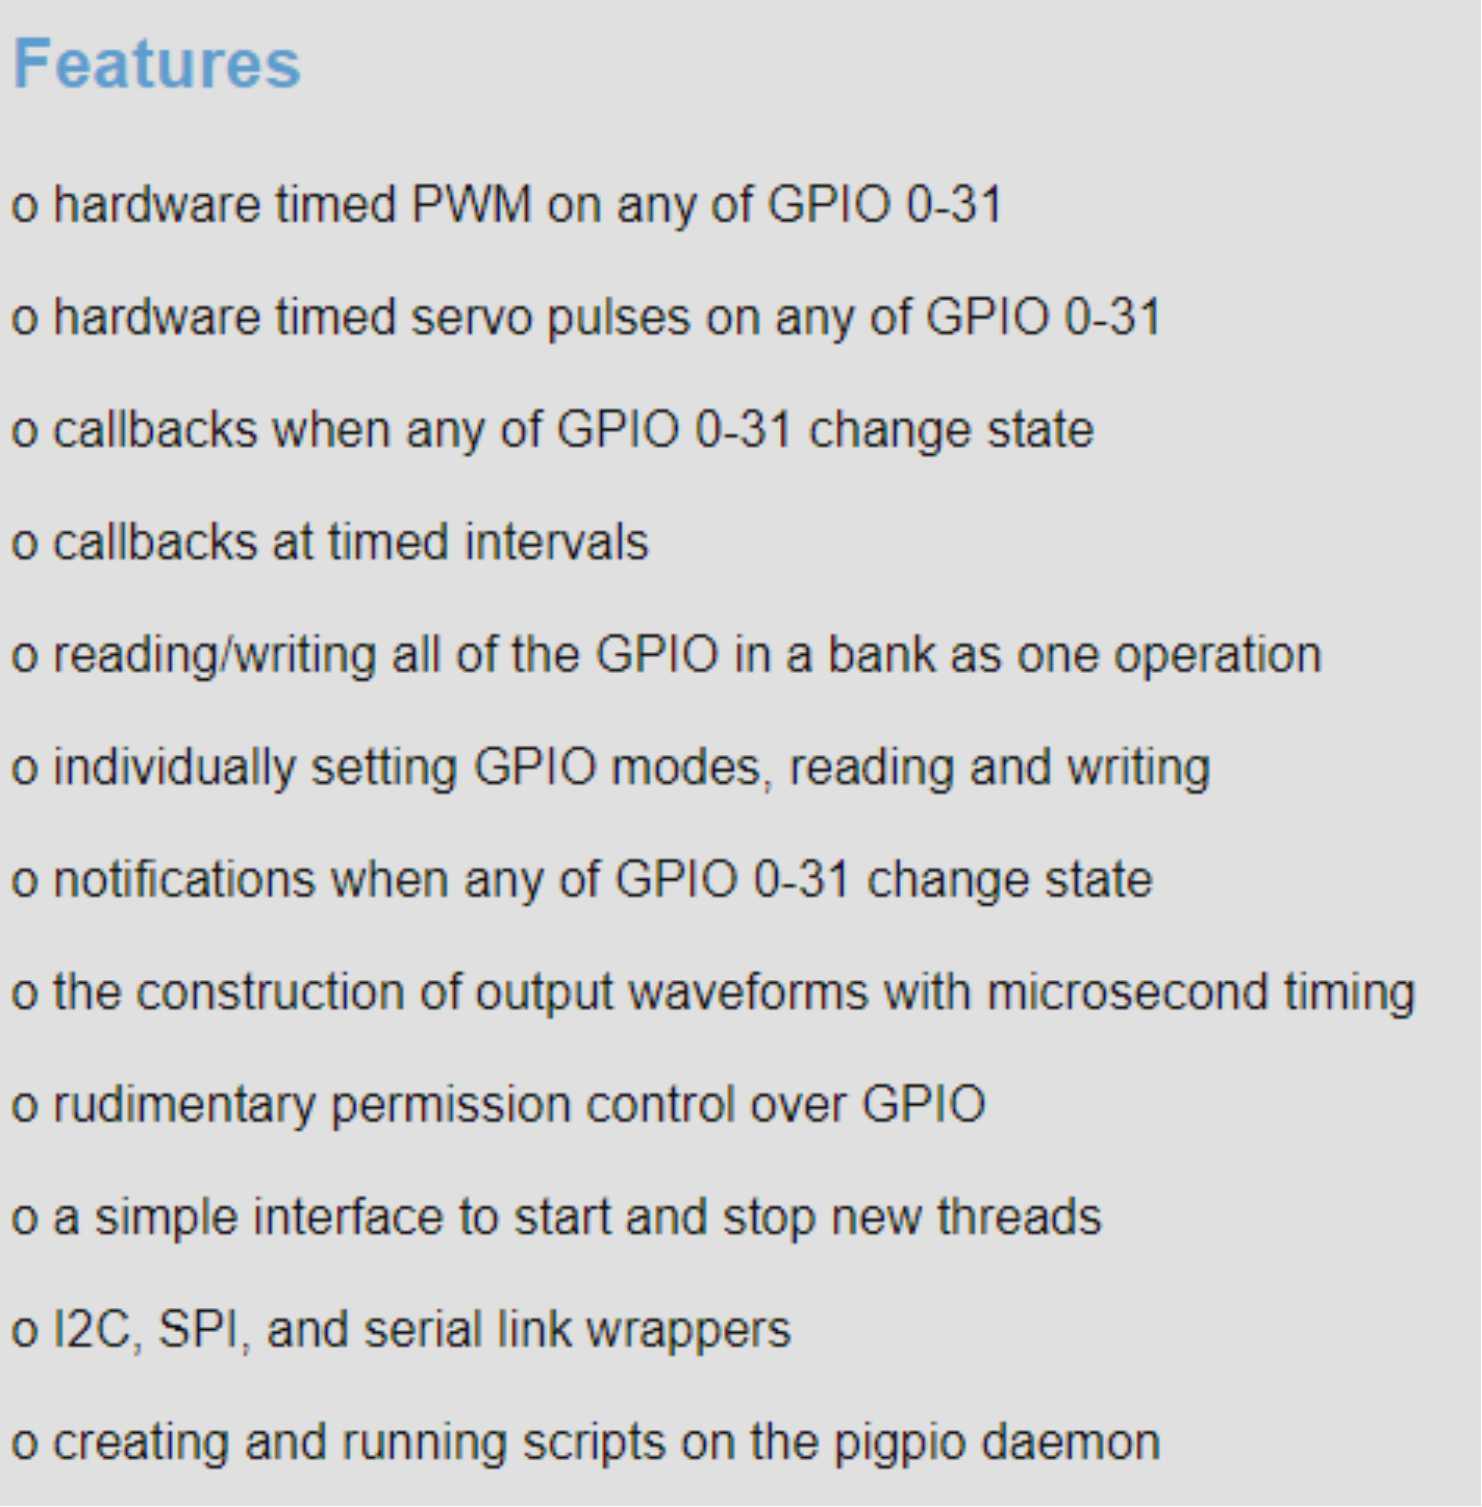 Features
o hardware timed PWM on any of GPIO 0-31
o hardware timed servo pulses on any of GPIO 0-31
o callbacks when any of GPIO 0-31 change state
o callbacks at timed intervals
o reading/writing all of the GPIO in a bank as one operation
o individually setting GPIO modes, reading and writing
o notifications when any of GPIO 0-31 change state
o the construction of output waveforms with microsecond timing
o rudimentary permission control over GPIO
o a simple interface to start and stop new threads
o I2C, SPI, and serial link wrappers
o creating and running scripts on the pigpio daemon